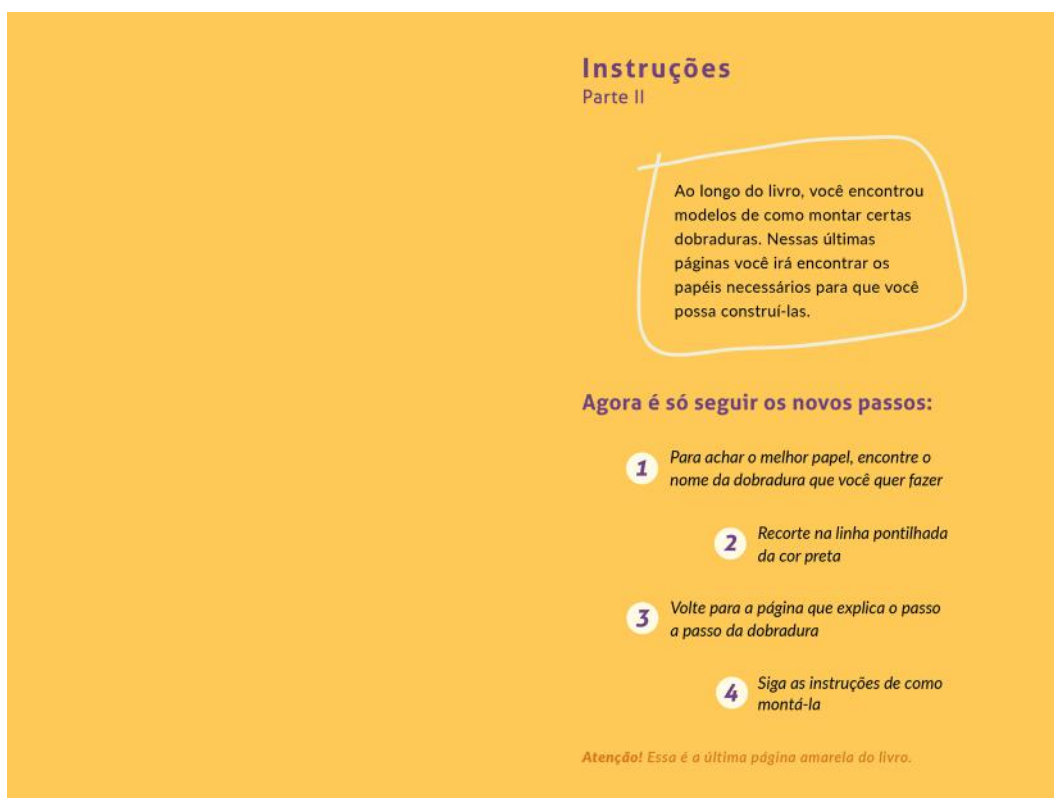 Instruções
Parte II
Ao longo do livro, você encontrou
modelos de como montar certas
dobraduras. Nessas últimas
páginas você irá encontrar os
papéis necessários para que você
possa construí-las.
Agora é só seguir os novos passos:
1 Para achar o melhor papel, encontre o
nome da dobradura que você quer fazer
2 Recorte na linha pontilhada
da cor preta
3 Volte para a página que explica o passo
a passo da dobradura
4 Siga as instruções de como
montá-la
Atenção! Essa é a última página amarela do livro.